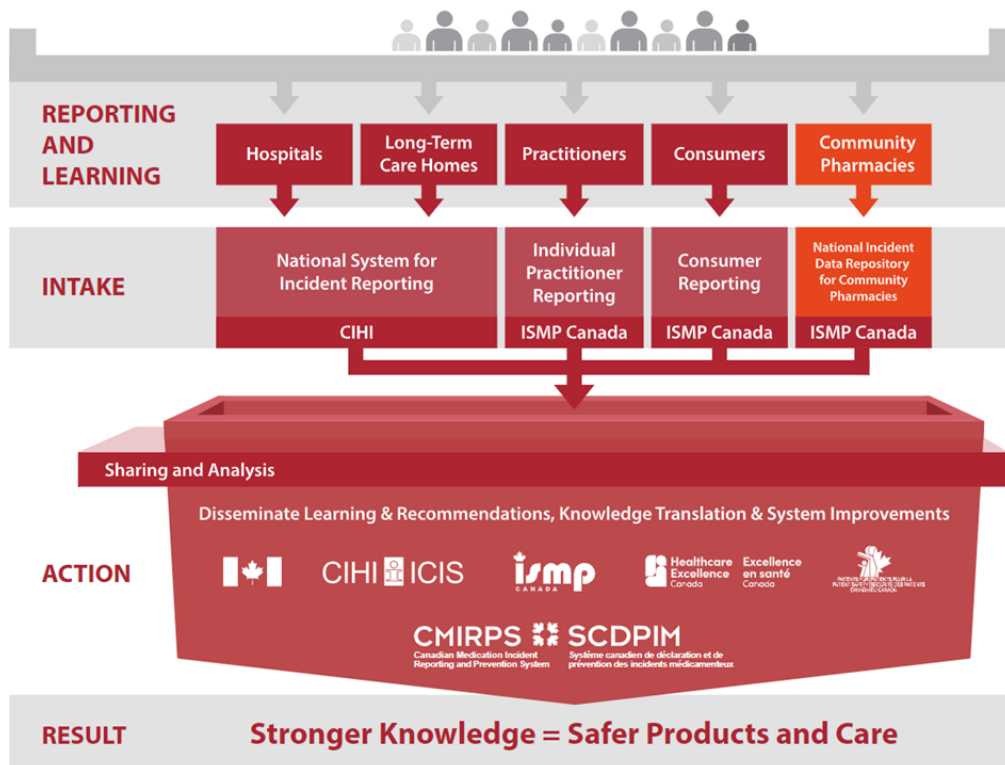 REPORTING
AND
LEARNING
Hospitals
Long-Term
Care Homes
Practitioners
Consumers
Community
Pharmacies
INTAKE
National System for
Incident Reporting
CIHI
Individual
Practitioner
Reporting
ISMP Canada
Consumer
Reporting
ISMP Canada
National Incident
Data Repository
for Community
Pharmacies
ISMP Canada
Sharing and Analysis
ACTION
Disseminate Learning & Recommendations, Knowledge Translation & System Improvements
CIHI ICIS
ismp
CANADA
Healthcare
Excellence
Canada
Excellence
en santé
Canada
CMIRPS
Canadian Medication Incident
Reporting and Prevention System
SCDPIM
Système canadien de déclaration et de
prévention des incidents médicamenteux
RESULT
Stronger Knowledge = Safer Products and Care